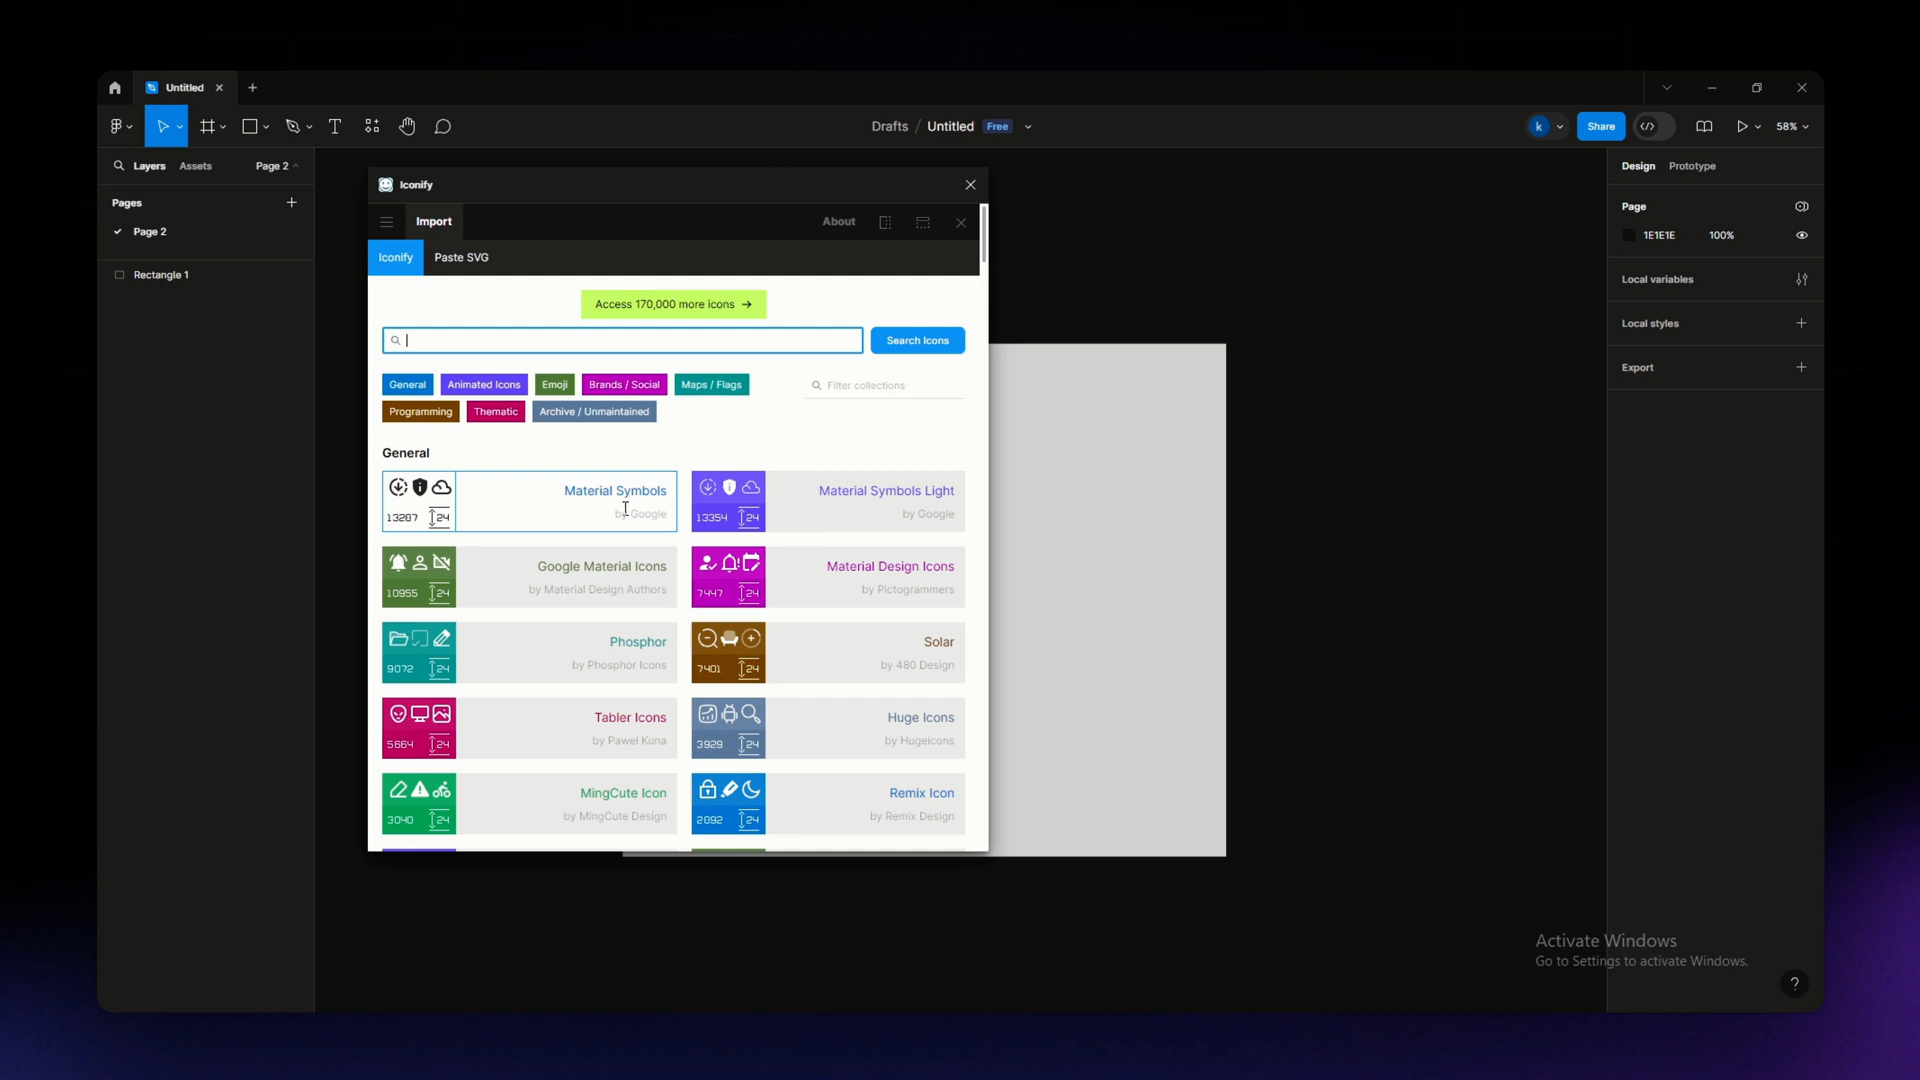 Untitled
Drafts / Untitled Free
k
Share
58%
Layers Assets Page 2
Pages
Page 2
Rectangle 1
Iconify
Import
About
Iconify Paste SVG
Access 170,000 more icons →
Search Icons
General Animated Icons Emoji Brands / Social Maps / Flags
Filter collections
Programming Thematic Archive / Unmaintained
General
13287 24
Material Symbols
by Google
13354 24
Material Symbols Light
by Google
10955 24
Google Material Icons
by Material Design Authors
7447 24
Material Design Icons
by Pictogrammers
9072 24
Phosphor
by Phosphor Icons
7401 24
Solar
by 480 Design
5664 24
Tabler Icons
by Paweł Kuna
3929 24
Huge Icons
by Hugeicons
3040 24
MingCute Icon
by MingCute Design
2892 24
Remix Icon
by Remix Design
Design Prototype
Page
1E1E1E 100%
Local variables
Local styles
Export
Activate Windows
Go to Settings to activate Windows.
?